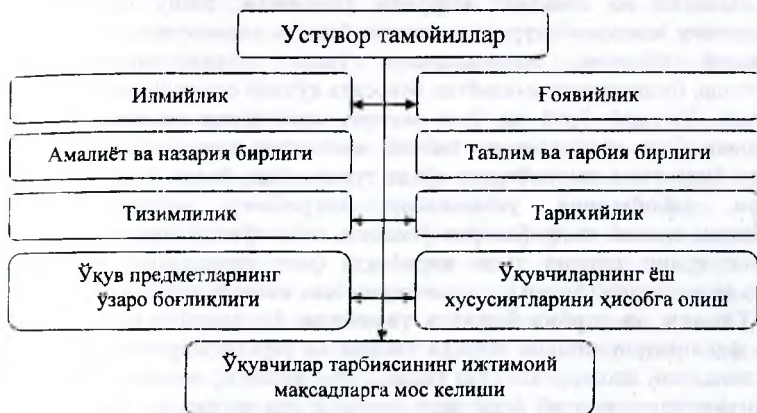 Устувор тамойиллар
Илмийлик
Ғоявийлик
Амалиёт ва назария бирлиги
Таълим ва тарбия бирлиги
Тизимлилик
Тарихийлик
Ўқув предметларнинг
ўзаро боғлиқлиги
Ўқувчиларнинг ёш
хусусиятларини ҳисобга олиш
Ўқувчилар тарбиясининг ижтимоий
мақсадларга мос келиши